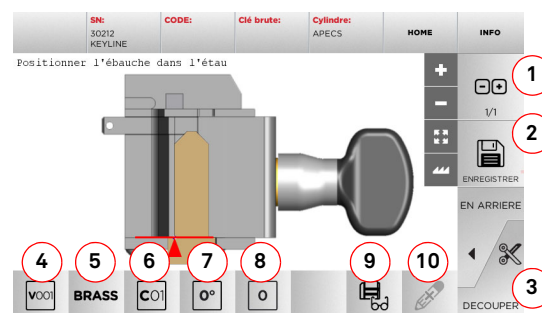 SN:
30212
KEYLINE
CODE:
Clé brute:
Cylindre:
APECS
HOME
INFO
Positionner l'ébauche dans l'étau
1
1/1
2
ENREGISTRER
EN ARRIERE
3
DECOUPER
4
5
6
7
8
9
10
V001
BRASS
C01
0°
0